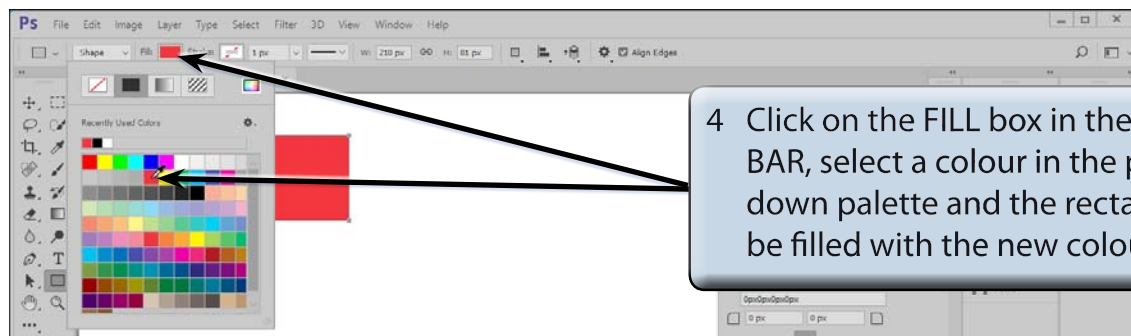 Ps File Edit Image Layer Type Select Filter 3D View Window Help
Shape Fill: Stroke: 1 px W: 210 px H: 81 px Align Edges
Recently Used Colors
4 Click on the FILL box in the
BAR, select a colour in the
down palette and the
be filled with the new
T
0px0px0px0px
0 px 0 px